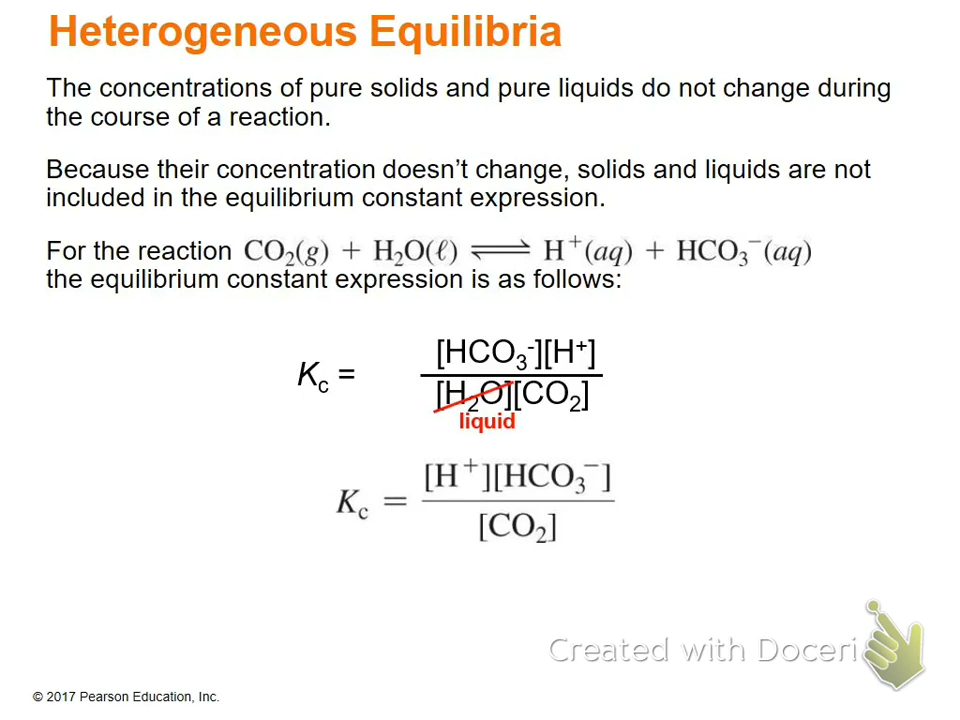 Heterogeneous Equilibria
The concentrations of pure solids and pure liquids do not change during
the course of a reaction.
Because their concentration doesn't change, solids and liquids are not
included in the equilibrium constant expression.
For the reaction CO₂(g) + H₂O(ℓ) ⇌ H⁺(aq) + HCO₃⁻(aq)
the equilibrium constant expression is as follows:
[HCO₃⁻][H⁺]
K_c =
[H₂O][CO₂]
liquid
[H⁺][HCO₃⁻]
K_c =
[CO₂]
Created with Doceri
© 2017 Pearson Education, Inc.